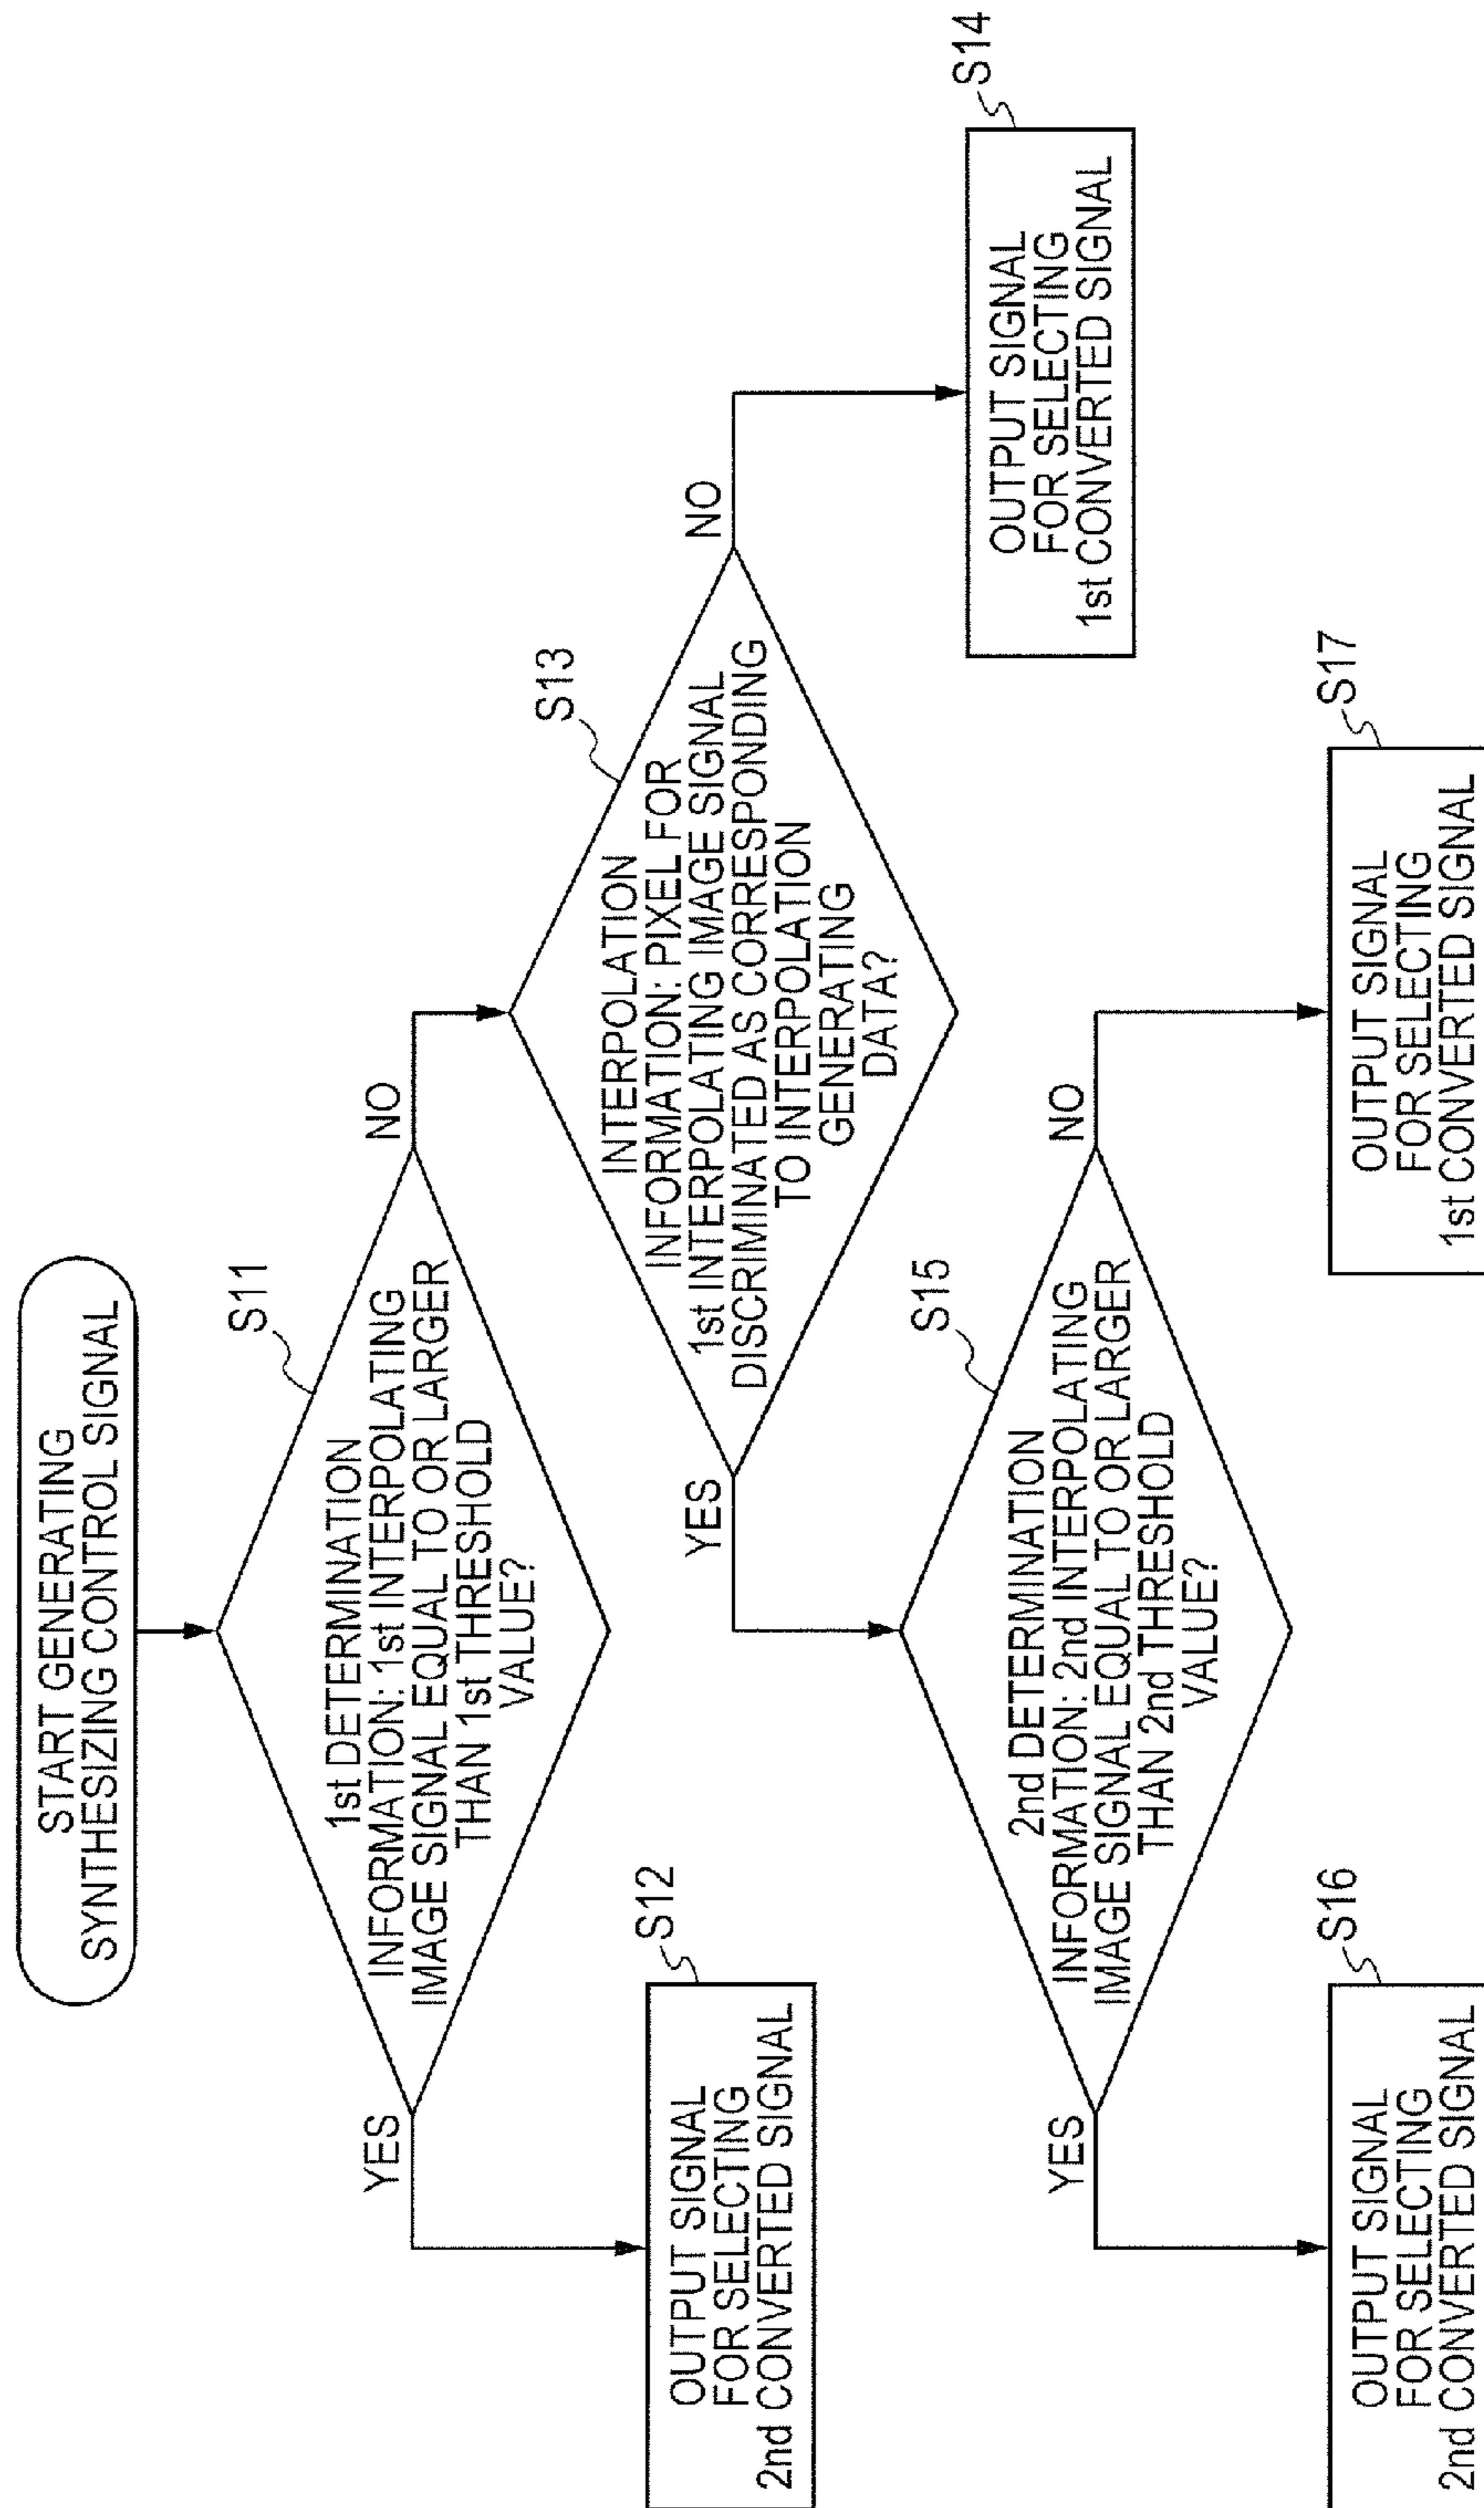 START GENERATING
SYNTHESIZING CONTROL SIGNAL
S11
1st DETERMINATION
INFORMATION: 1st INTERPOLATING
IMAGE SIGNAL EQUAL TO OR LARGER
THAN 1st THRESHOLD
VALUE?
YES
NO
S12
OUTPUT SIGNAL
FOR SELECTING
2nd CONVERTED SIGNAL
S13
INTERPOLATION
INFORMATION: PIXEL FOR
1st INTERPOLATING IMAGE SIGNAL
DISCRIMINATED AS CORRESPONDING
TO INTERPOLATION
GENERATING
DATA?
YES
NO
S14
OUTPUT SIGNAL
FOR SELECTING
1st CONVERTED SIGNAL
S15
2nd DETERMINATION
INFORMATION: 2nd INTERPOLATING
IMAGE SIGNAL EQUAL TO OR LARGER
THAN 2nd THRESHOLD
VALUE?
YES
NO
S16
OUTPUT SIGNAL
FOR SELECTING
2nd CONVERTED SIGNAL
S17
OUTPUT SIGNAL
FOR SELECTING
1st CONVERTED SIGNAL